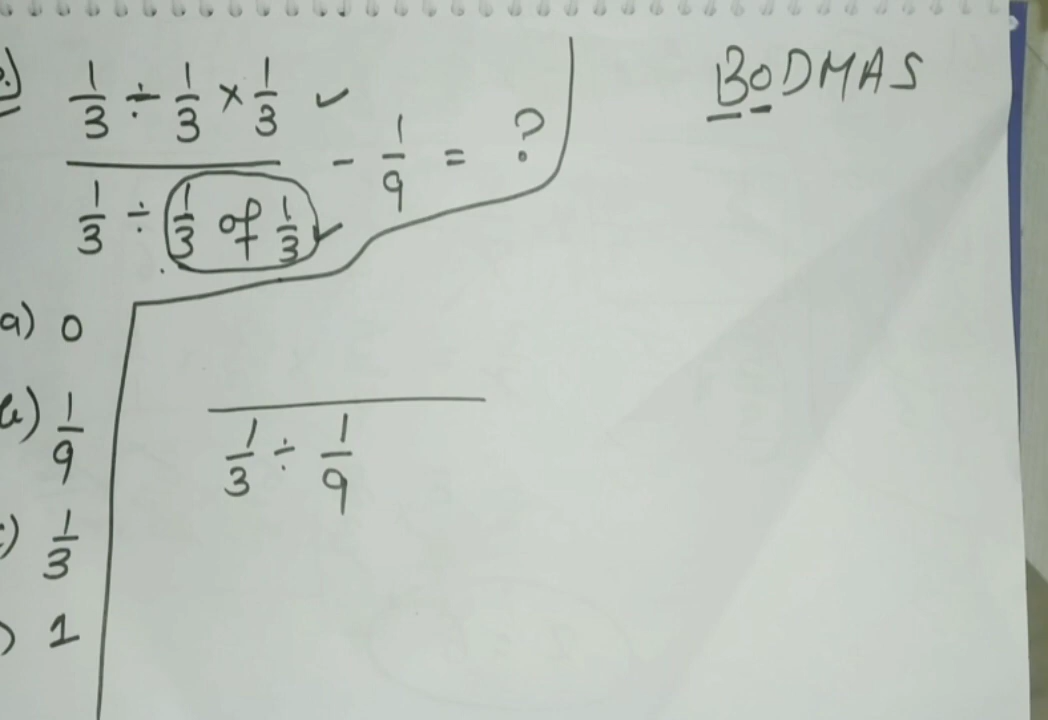 1/3 ÷ 1/3 × 1/3 ✓ BODMAS
1/3 ÷ 1/3 of 1/3 ✓ - 1/9 = ?
a) 0
b) 1/9
1/3 ÷ 1/9
) 1/3
) 1